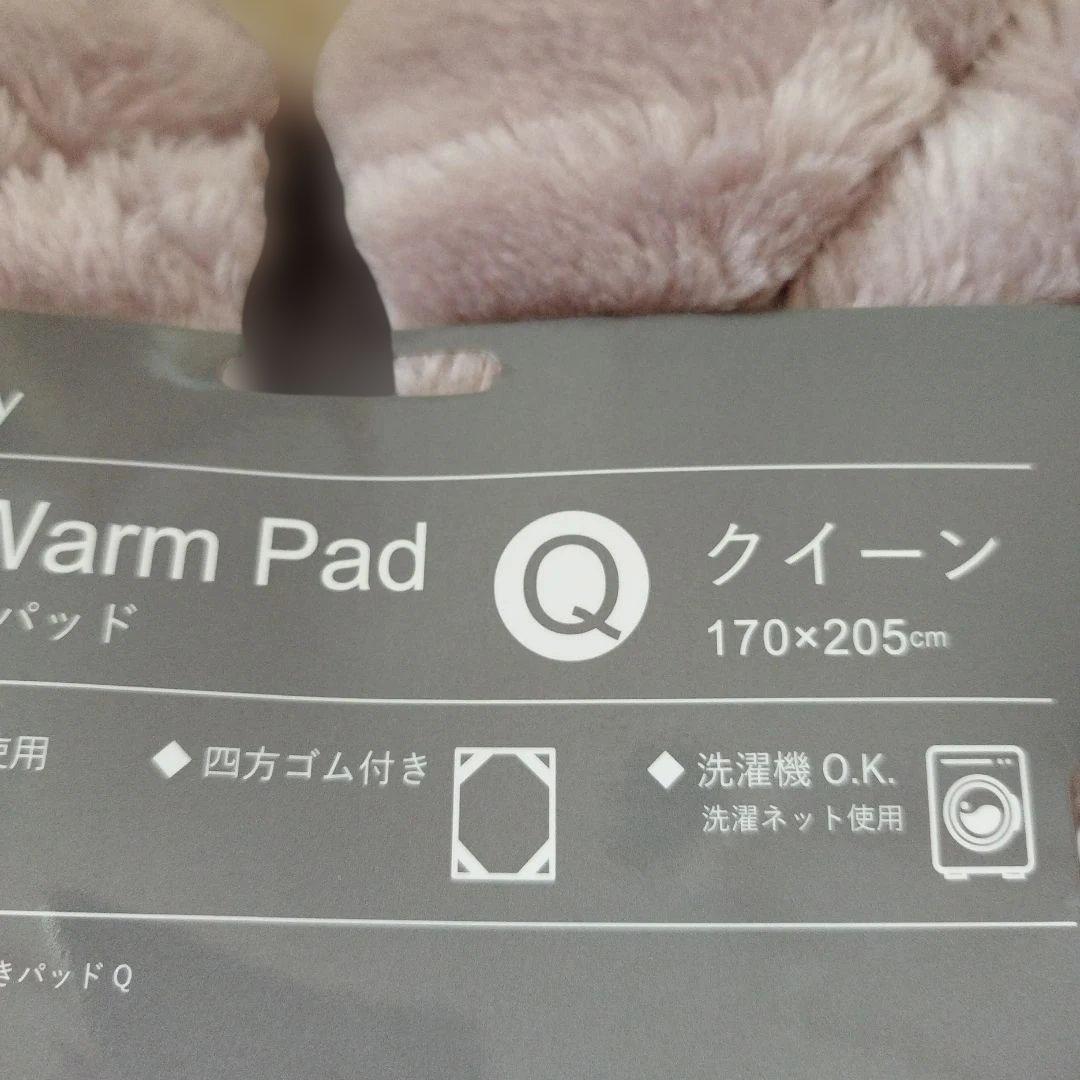 y
Warm Pad
パッド
Q
クイーン
170×205cm
使用
◆四方ゴム付き
◆洗濯機 O.K.
洗濯ネット使用
きパッドQ